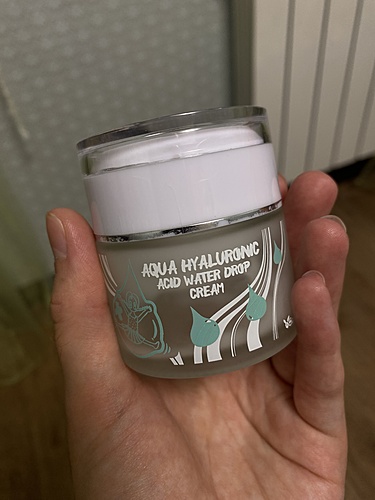 AQUA HYALURONIC
ACID WATER DROP
CREAM